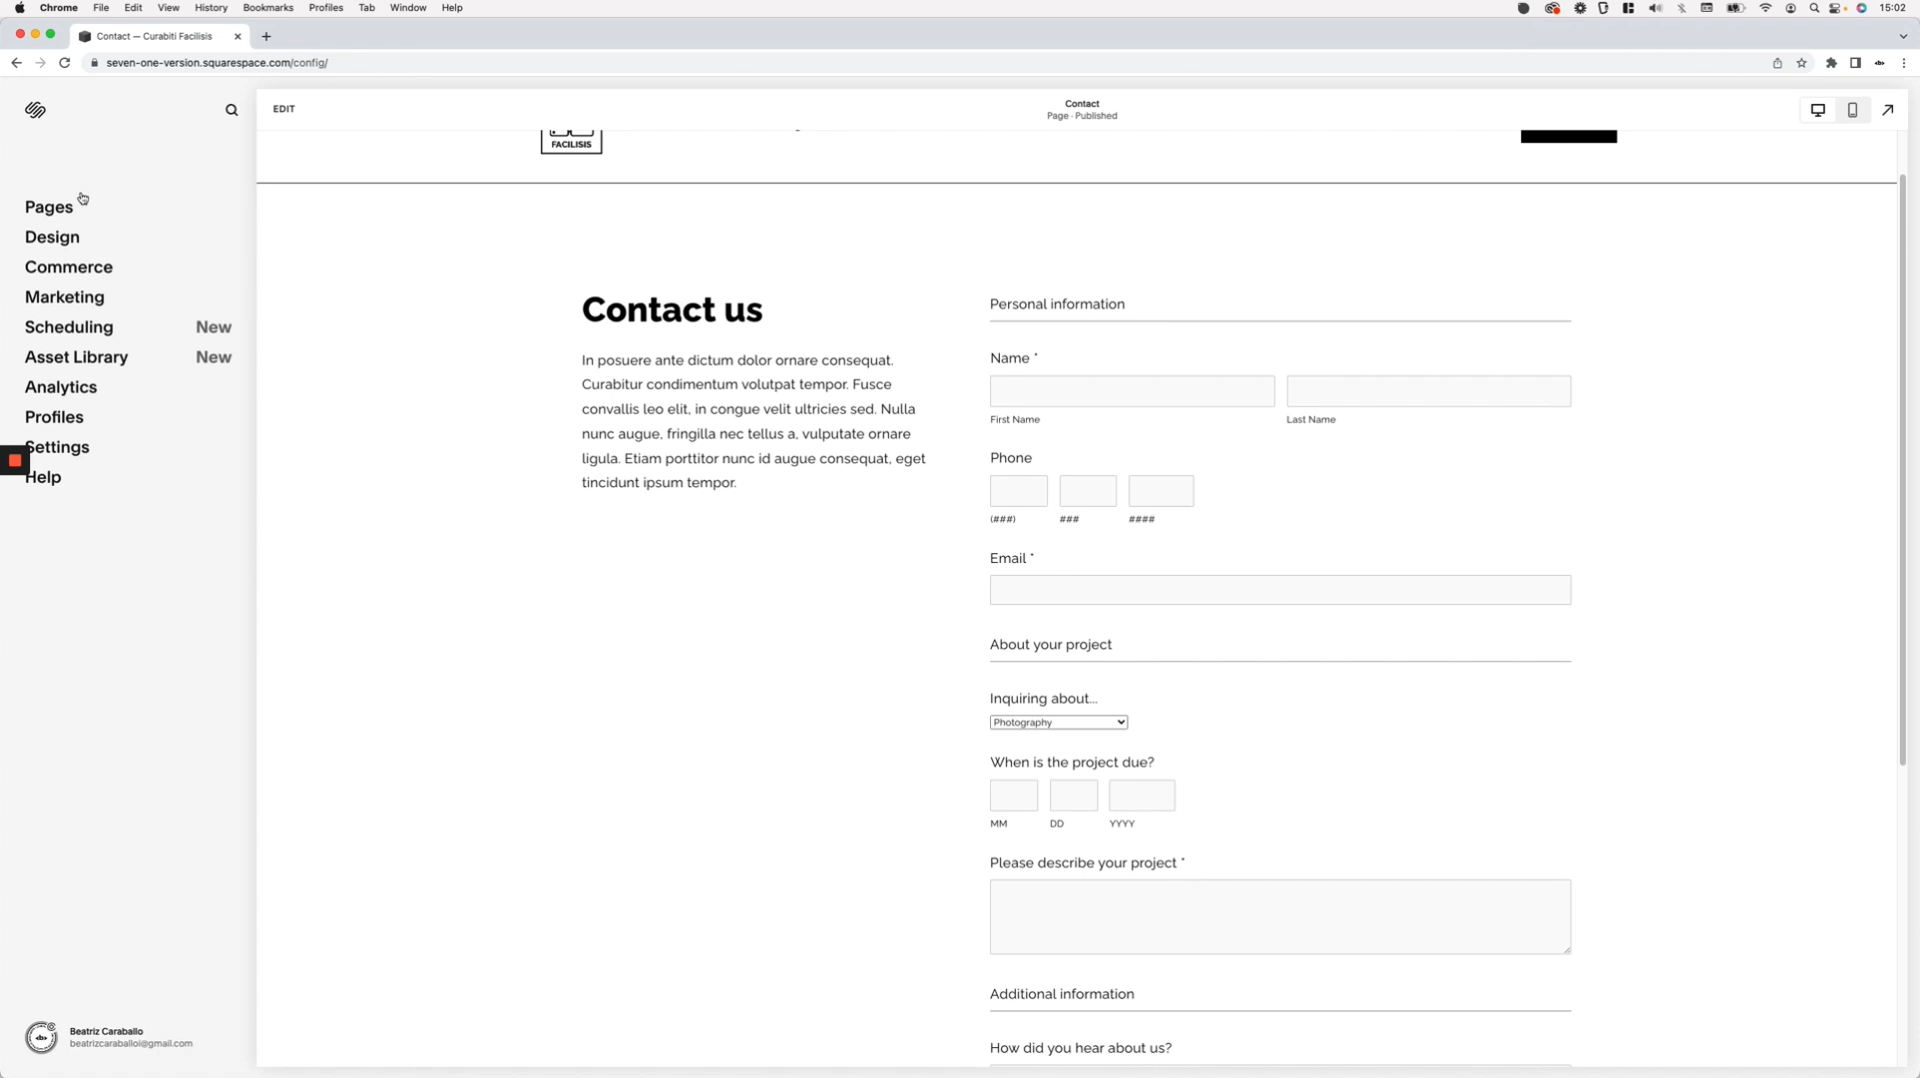 Chrome File Edit View History Bookmarks Profiles Tab Window Help 15:02
Contact — Curabiti Facilisis
seven-one-version.squarespace.com/config/
EDIT
Contact
Page · Published
FACILISIS
Pages
Design
Commerce
Marketing
Scheduling New
Asset Library New
Analytics
Profiles
Settings
Help
Beatriz Caraballo
beatrizcaraballoi@gmail.com
Contact us
In posuere ante dictum dolor ornare consequat.
Curabitur condimentum volutpat tempor. Fusce
convallis leo elit, in congue velit ultricies sed. Nulla
nunc augue, fringilla nec tellus a, vulputate ornare
ligula. Etiam porttitor nunc id augue consequat, eget
tincidunt ipsum tempor.
Personal information
Name *
First Name Last Name
Phone
(###) ### ####
Email *
About your project
Inquiring about...
Photography
When is the project due?
MM DD YYYY
Please describe your project *
Additional information
How did you hear about us?